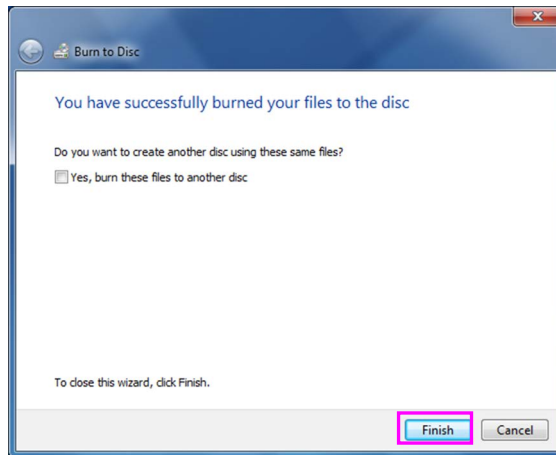 Burn to Disc
You have successfully burned your files to the disc
Do you want to create another disc using these same files?
Yes, burn these files to another disc
To close this wizard, click Finish.
Finish Cancel